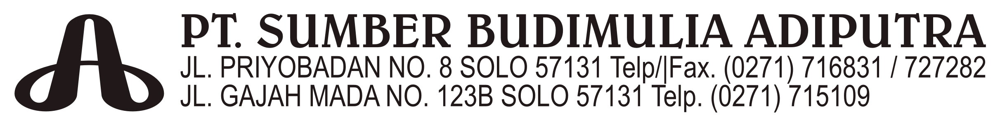 PT. SUMBER BUDIMULIA ADIPUTRA
JL. PRIYOBADAN NO. 8 SOLO 57131 Telp/|Fax. (0271) 716831 / 727282
JL. GAJAH MADA NO. 123B SOLO 57131 Telp. (0271) 715109